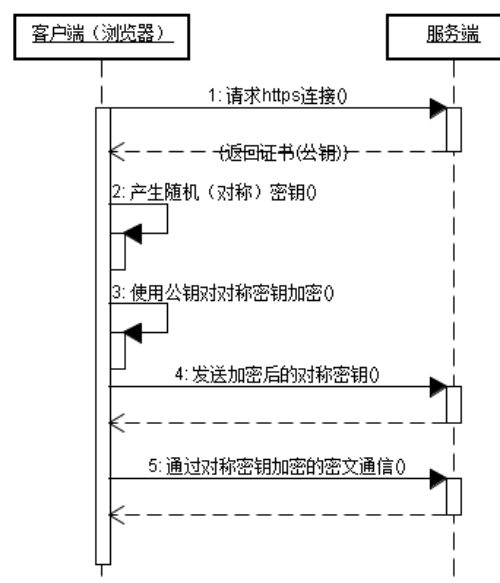 客户端（浏览器）
服务端
1: 请求https连接()
(返回证书(公钥))
2: 产生随机（对称）密钥()
3: 使用公钥对对称密钥加密()
4: 发送加密后的对称密钥()
5: 通过对称密钥加密的密文通信()